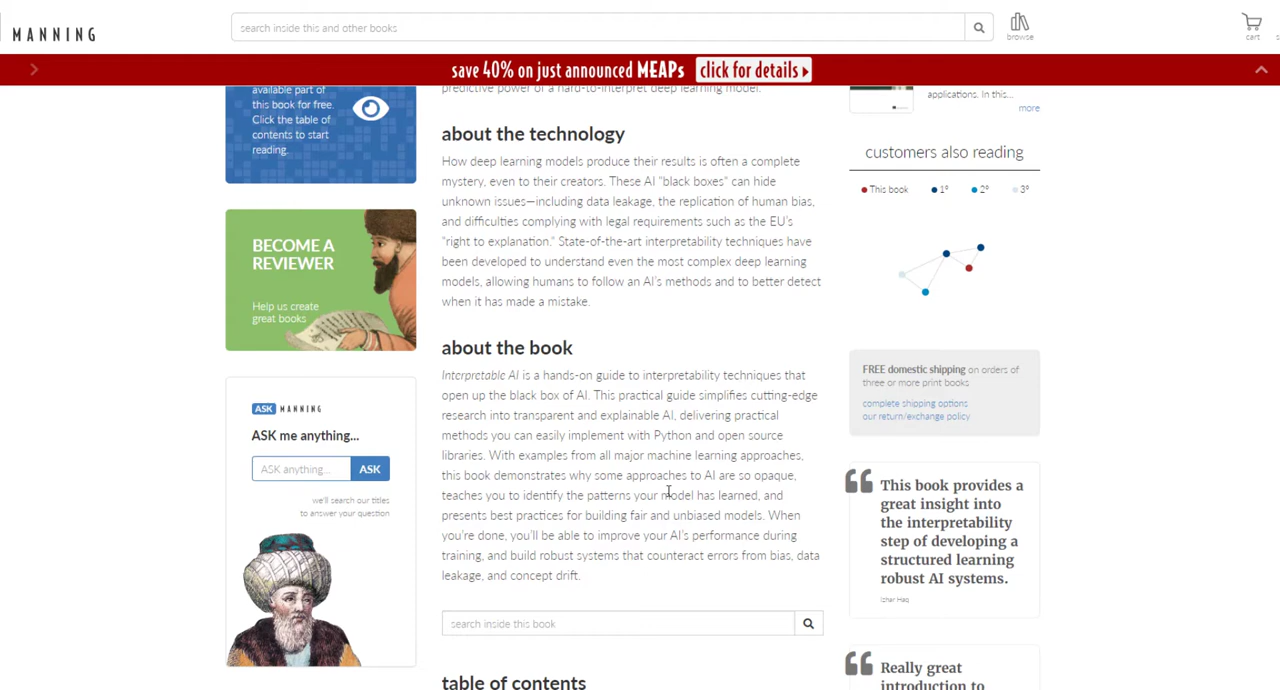 MANNING
search inside this and other books
browse
cart
save 40% on just announced MEAPs click for details
available part of
this book for free.
Click the table of
contents to start
reading.
BECOME A
REVIEWER
Help us create
great books
ASK MANNING
ASK me anything...
ASK anything... ASK
we'll search our titles
to answer your question
predictive power of a hard-to-interpret deep learning model.
about the technology
How deep learning models produce their results is often a complete
mystery, even to their creators. These AI "black boxes" can hide
unknown issues—including data leakage, the replication of human bias,
and difficulties complying with legal requirements such as the EU's
"right to explanation." State-of-the-art interpretability techniques have
been developed to understand even the most complex deep learning
models, allowing humans to follow an AI's methods and to better detect
when it has made a mistake.
about the book
Interpretable AI is a hands-on guide to interpretability techniques that
open up the black box of AI. This practical guide simplifies cutting-edge
research into transparent and explainable AI, delivering practical
methods you can easily implement with Python and open source
libraries. With examples from all major machine learning approaches,
this book demonstrates why some approaches to AI are so opaque,
teaches you to identify the patterns your model has learned, and
presents best practices for building fair and unbiased models. When
you're done, you'll be able to improve your AI's performance during
training, and build robust systems that counteract errors from bias, data
leakage, and concept drift.
search inside this book
table of contents
applications. In this...
more
customers also reading
This book 1° 2° 3°
FREE domestic shipping on orders of
three or more print books
complete shipping options
our return/exchange policy
This book provides a
great insight into
the interpretability
step of developing a
structured learning
robust AI systems.
Izhar Haq
Really great
introduction to